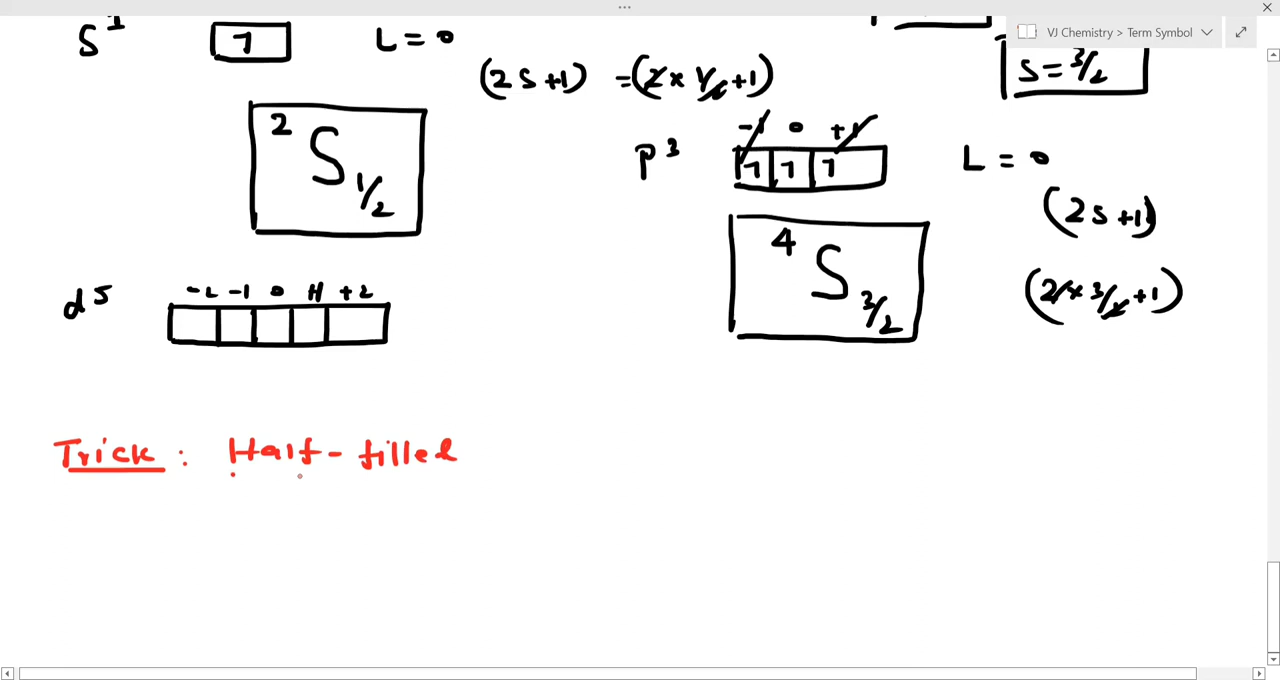 VJ Chemistry > Term Symbol
S¹ 1 L = 0
(2S+1) = (2 × 1/2 +1)
S = 3/2
²S₁/₂
p³ -1 0 +1 L = 0
1 1 1
(2S+1)
⁴S₃/₂
(2 × 3/2 +1)
d⁵ -2 -1 0 +1 +2
Trick : Half - filled